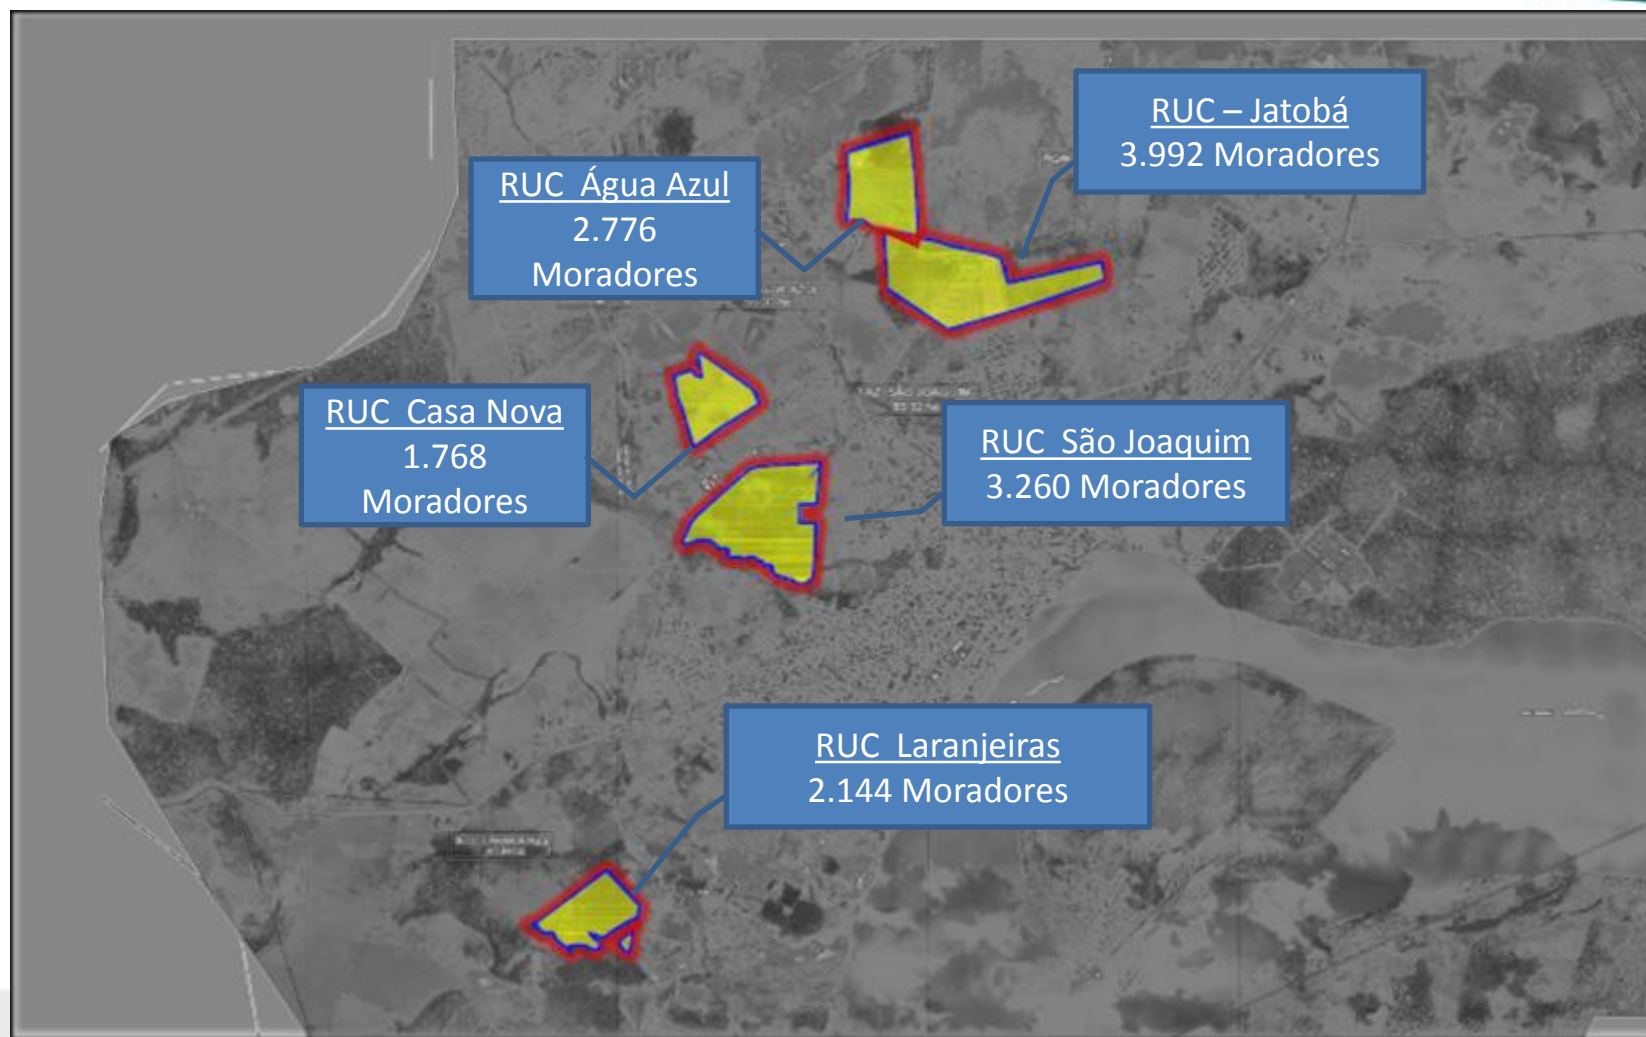 RUC – Jatobá
3.992 Moradores
RUC Água Azul
2.776
Moradores
RUC Casa Nova
1.768
Moradores
RUC São Joaquim
3.260 Moradores
RUC Laranjeiras
2.144 Moradores